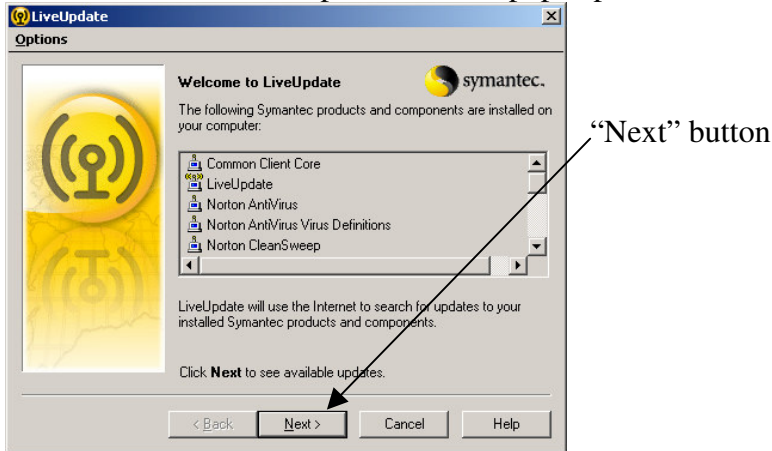 LiveUpdate
Options
Welcome to LiveUpdate
symantec.
The following Symantec products and components are installed on
your computer:
“Next” button
Common Client Core
LiveUpdate
Norton AntiVirus
Norton AntiVirus Virus Definitions
Norton CleanSweep
LiveUpdate will use the Internet to search for updates to your
installed Symantec products and components.
Click Next to see available updates.
< Back Next > Cancel Help